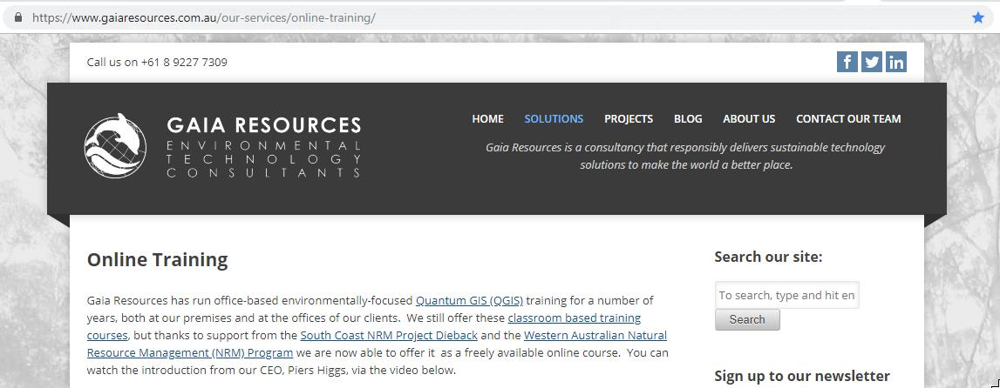 https://www.gaiaresources.com.au/our-services/online-training/
Call us on +61 8 9227 7309
f
in
GAIA RESOURCES
ENVIRONMENTAL
TECHNOLOGY
CONSULTANTS
HOME SOLUTIONS PROJECTS BLOG ABOUT US CONTACT OUR TEAM
Gaia Resources is a consultancy that responsibly delivers sustainable technology
solutions to make the world a better place.
Online Training
Gaia Resources has run office-based environmentally-focused Quantum GIS (QGIS) training for a number of
years, both at our premises and at the offices of our clients.  We still offer these classroom based training
courses, but thanks to support from the South Coast NRM Project Dieback and the Western Australian Natural
Resource Management (NRM) Program we are now able to offer it  as a freely available online course.  You can
watch the introduction from our CEO, Piers Higgs, via the video below.
Search our site:
To search, type and hit en
Search
Sign up to our newsletter